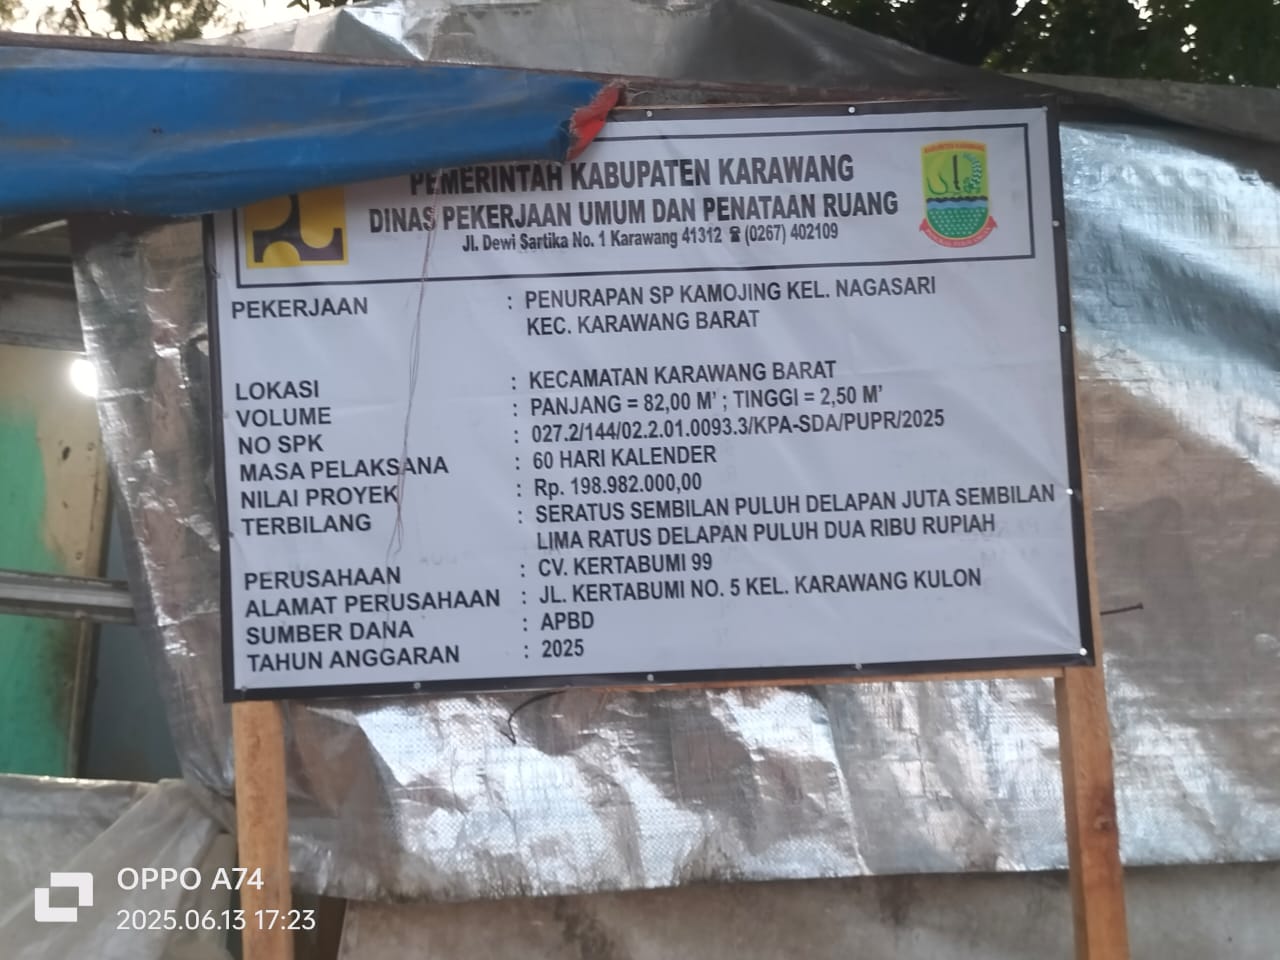 PEMERINTAH KABUPATEN KARAWANG
DINAS PEKERJAAN UMUM DAN PENATAAN RUANG
Jl. Dewi Sartika No. 1 Karawang 41312 ☎ (0267) 402109
KABUPATEN KARAWANG
PEKERJAAN : PENURAPAN SP KAMOJING KEL. NAGASARI
KEC. KARAWANG BARAT
LOKASI : KECAMATAN KARAWANG BARAT
VOLUME : PANJANG = 82,00 M' ; TINGGI = 2,50 M'
NO SPK : 027.2/144/02.2.01.0093.3/KPA-SDA/PUPR/2025
MASA PELAKSANA : 60 HARI KALENDER
NILAI PROYEK : Rp. 198.982.000,00
TERBILANG : SERATUS SEMBILAN PULUH DELAPAN JUTA SEMBILAN
LIMA RATUS DELAPAN PULUH DUA RIBU RUPIAH
PERUSAHAAN : CV. KERTABUMI 99
ALAMAT PERUSAHAAN : JL. KERTABUMI NO. 5 KEL. KARAWANG KULON
SUMBER DANA : APBD
TAHUN ANGGARAN : 2025
OPPO A74
2025.06.13 17:23